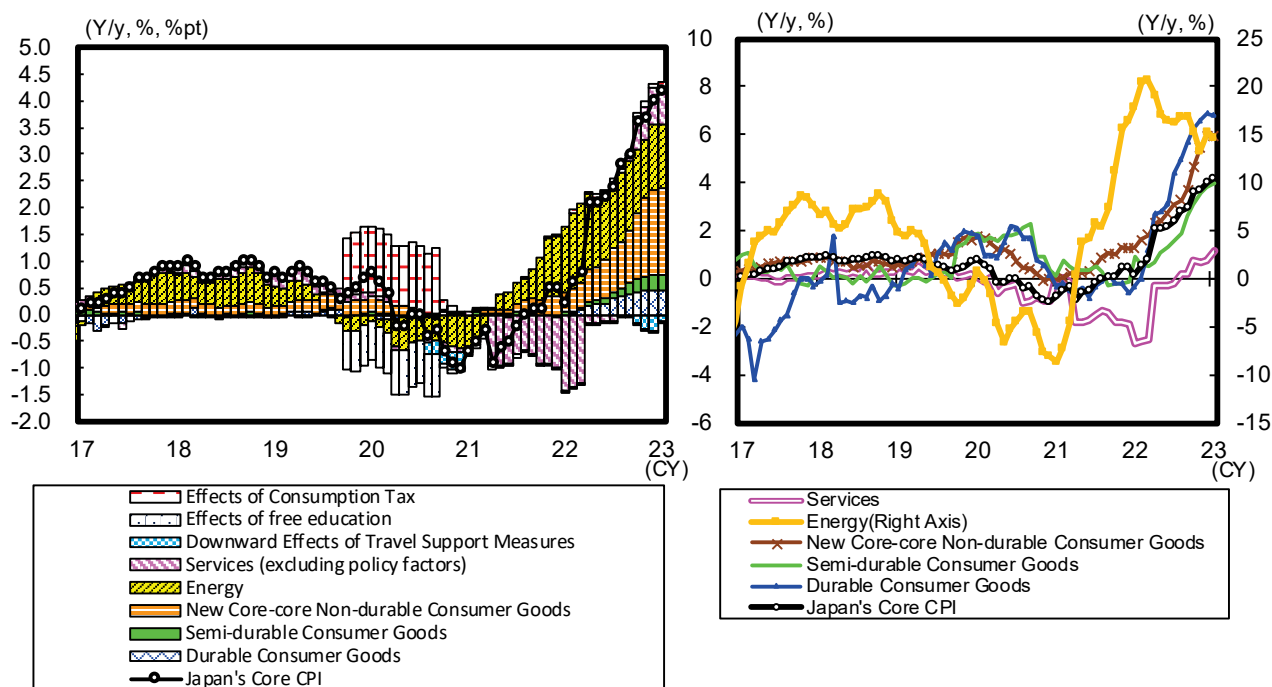 (Y/y, %, %pt)
5.0
4.5
4.0
3.5
3.0
2.5
2.0
1.5
1.0
0.5
0.0
-0.5
-1.0
-1.5
-2.0
17 18 19 20 21 22 23
(CY)
Effects of Consumption Tax
Effects of free education
Downward Effects of Travel Support Measures
Services (excluding policy factors)
Energy
New Core-core Non-durable Consumer Goods
Semi-durable Consumer Goods
Durable Consumer Goods
Japan's Core CPI
(Y/y, %) (Y/y, %)
10 25
8 20
6 15
4 10
2 5
0 0
-2 -5
-4 -10
-6 -15
17 18 19 20 21 22 23
(CY)
Services
Energy(Right Axis)
New Core-core Non-durable Consumer Goods
Semi-durable Consumer Goods
Durable Consumer Goods
Japan's Core CPI